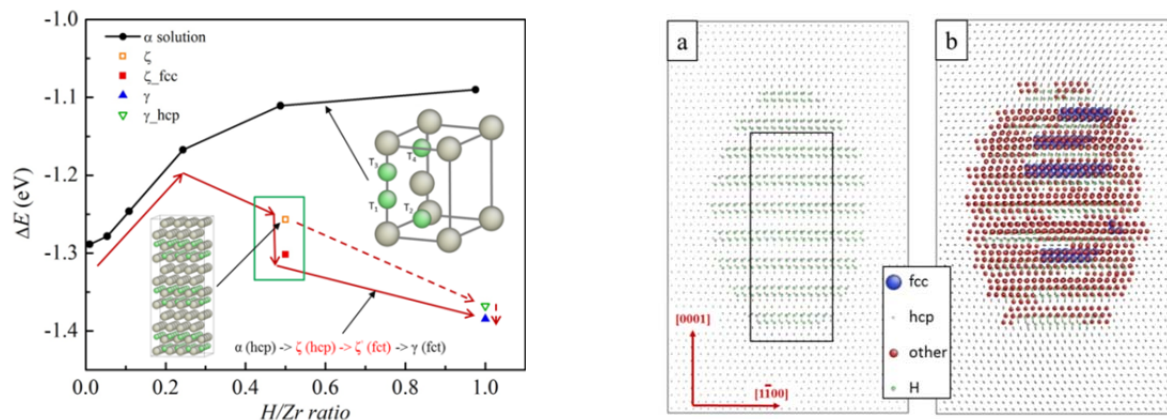 -1.0
-1.1
-1.2
-1.3
-1.4
ΔE (eV)
α solution
ζ
ζ_fcc
γ
γ_hcp
T₃
T₄
T₁
T₂
α (hcp) -> ζ (hcp) -> ζ (fct) -> γ (fct)
0.0 0.2 0.4 0.6 0.8 1.0
H/Zr ratio
a
[0001]
[11̅00]
b
fcc
hcp
other
H